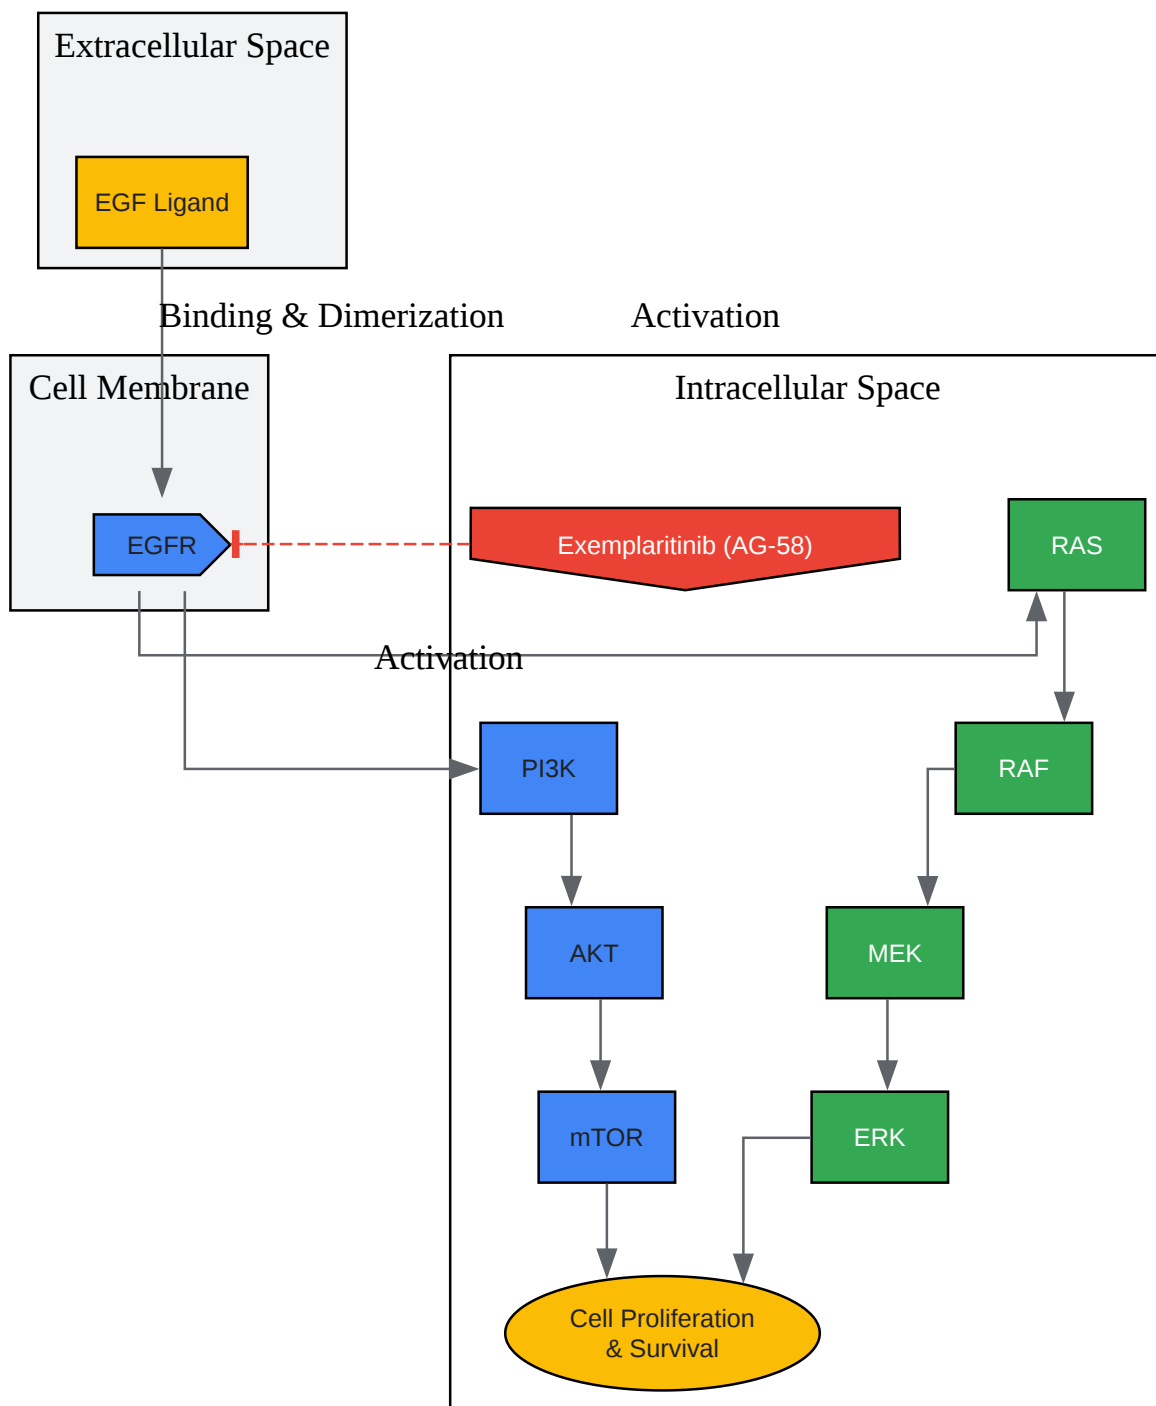 Extracellular Space
EGF Ligand
Binding & Dimerization
Activation
Cell Membrane
Intracellular Space
EGFR
Exemplaritinib (AG-58)
RAS
Activation
PI3K
RAF
AKT
MEK
mTOR
ERK
Cell Proliferation
& Survival